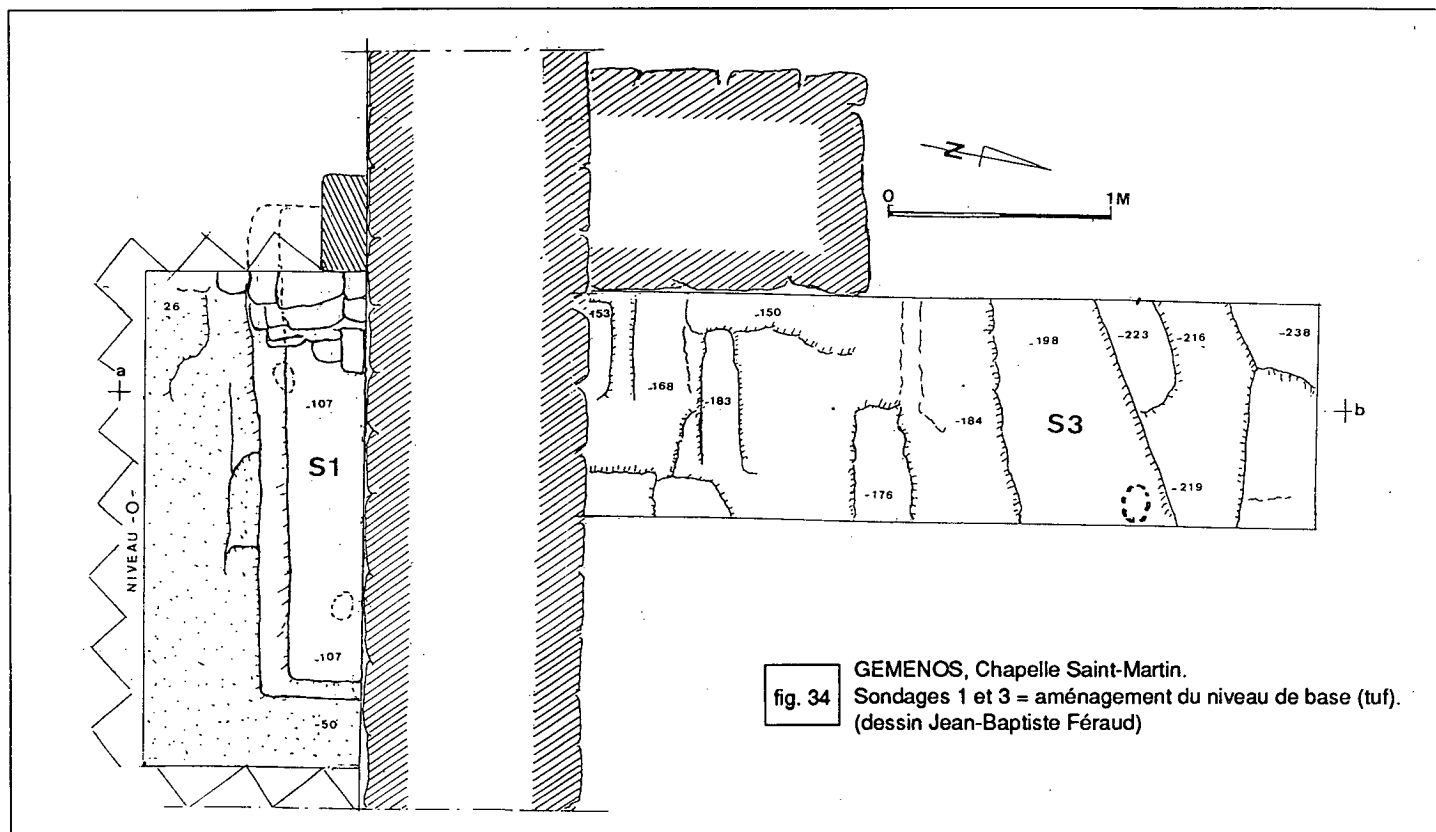 N
0
1M
26
a
NIVEAU -O-
-107
S1
-107
-50
-153
-150
-168
-183
-176
-184
-198
S3
-223
-216
-238
-219
b
fig. 34
GEMENOS, Chapelle Saint-Martin.
Sondages 1 et 3 = aménagement du niveau de base (tuf).
(dessin Jean-Baptiste Féraud)